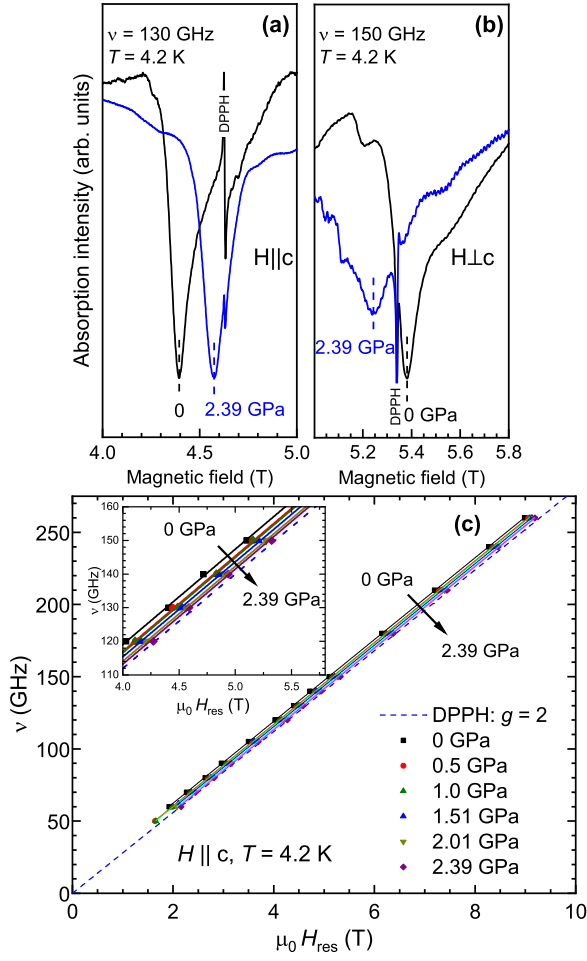 ν = 130 GHz
T = 4.2 K
(a)
DPPH
H||c
0
2.39 GPa
4.0
4.5
5.0
Magnetic field (T)
Absorption intensity (arb. units)
ν = 150 GHz
T = 4.2 K
(b)
H⊥c
2.39 GPa
DPPH
0 GPa
5.2
5.4
5.6
5.8
Magnetic field (T)
(c)
250
200
150
100
50
0
ν (GHz)
160
150
140
130
120
110
ν (GHz)
0 GPa
2.39 GPa
4.0
4.5
5.0
5.5
μ0 Hres (T)
0 GPa
2.39 GPa
DPPH: g = 2
0 GPa
0.5 GPa
1.0 GPa
1.51 GPa
2.01 GPa
2.39 GPa
H || c, T = 4.2 K
0
2
4
6
8
10
μ0 Hres (T)